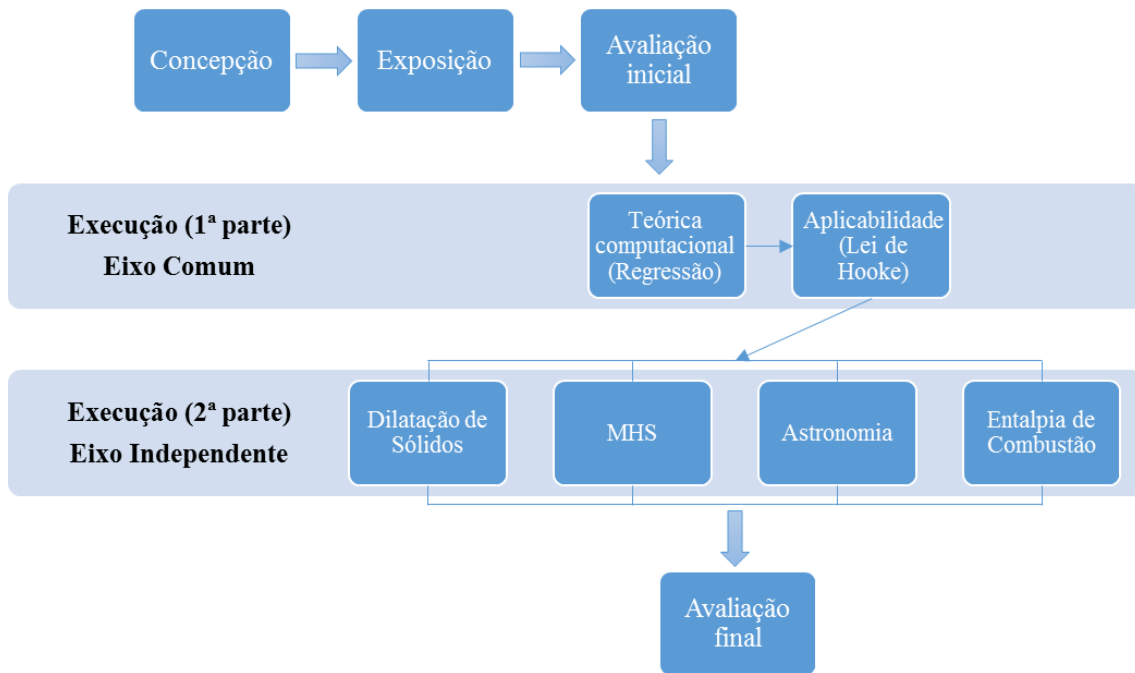 Concepção
Exposição
Avaliação
inicial
Execução (1ª parte)
Eixo Comum
Teórica
computacional
(Regressão)
Aplicabilidade
(Lei de
Hooke)
Execução (2ª parte)
Eixo Independente
Dilatação de
Sólidos
MHS
Astronomia
Entalpia de
Combustão
Avaliação
final